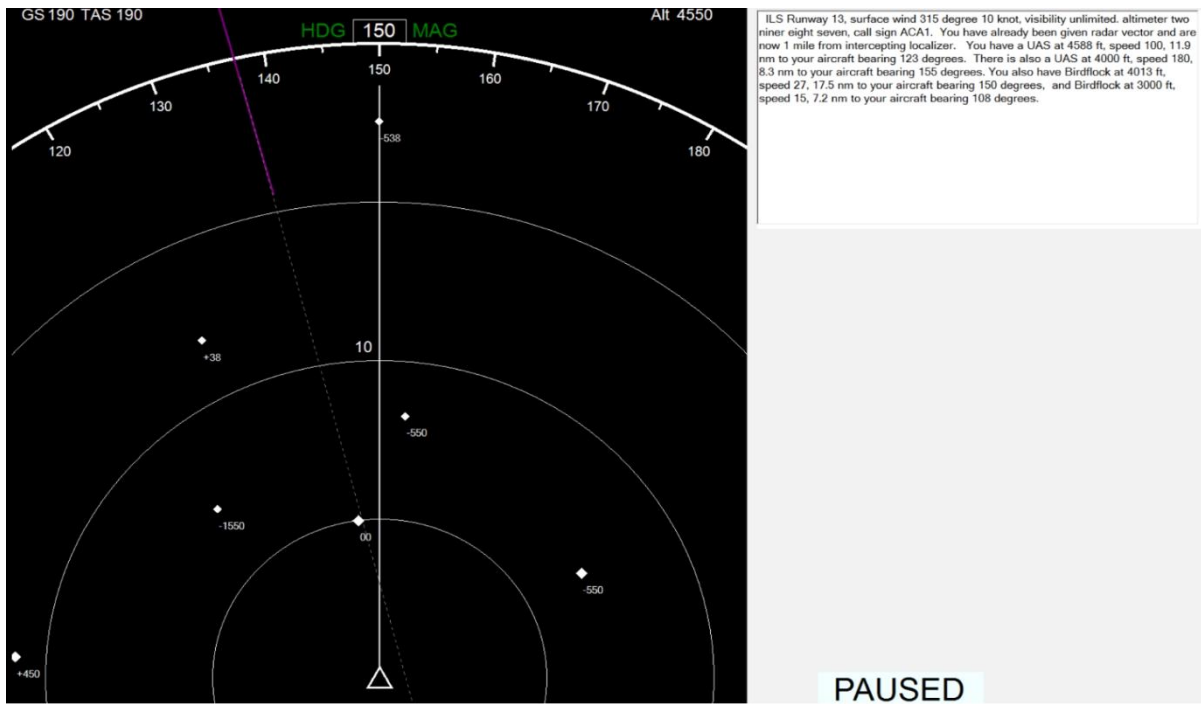 GS 190 TAS 190
HDG 150 MAG
Alt 4550
120
130
140
150
160
170
180
-538
10
+38
-550
-1550
00
-550
+450
ILS Runway 13, surface wind 315 degree 10 knot, visibility unlimited. altimeter two
niner eight seven, call sign ACA1. You have already been given radar vector and are
now 1 mile from intercepting localizer. You have a UAS at 4588 ft, speed 100, 11.9
nm to your aircraft bearing 123 degrees. There is also a UAS at 4000 ft, speed 180,
8.3 nm to your aircraft bearing 155 degrees. You also have Birdflock at 4013 ft,
speed 27, 17.5 nm to your aircraft bearing 150 degrees, and Birdflock at 3000 ft,
speed 15, 7.2 nm to your aircraft bearing 108 degrees.
PAUSED